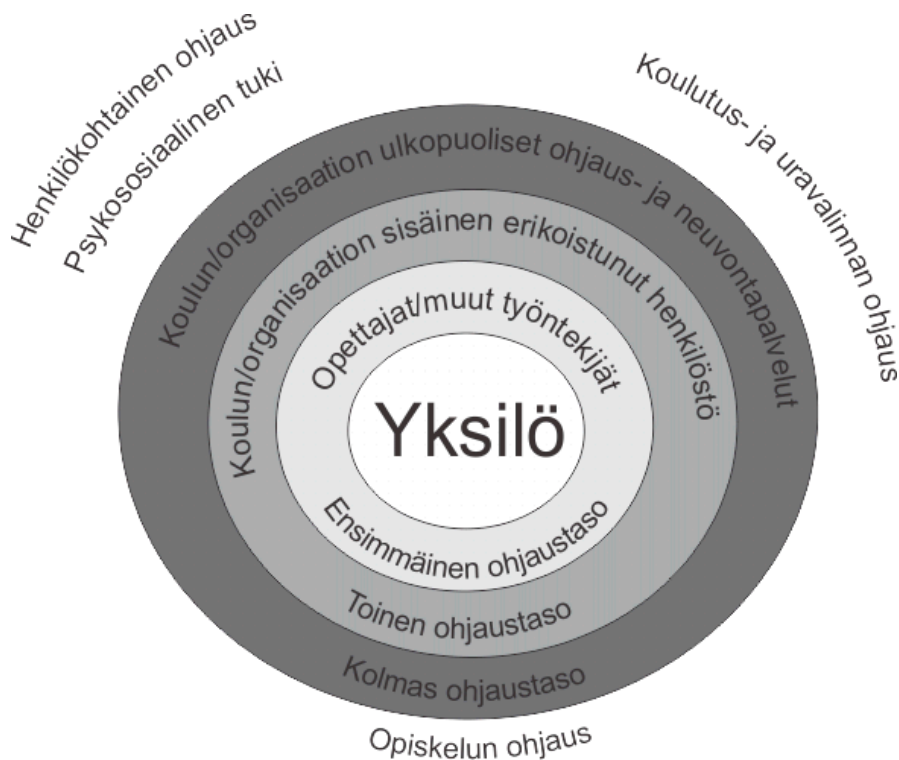 Henkilökohtainen ohjaus
Psykososiaalinen tuki
Koulutus- ja uravalinnan ohjaus
Koulun/organisaation ulkopuoliset ohjaus- ja neuvontapalvelut
Koulun/organisaation sisäinen erikoistunut henkilöstö
Opettajat/muut työntekijät
Yksilö
Ensimmäinen ohjaustaso
Toinen ohjaustaso
Kolmas ohjaustaso
Opiskelun ohjaus